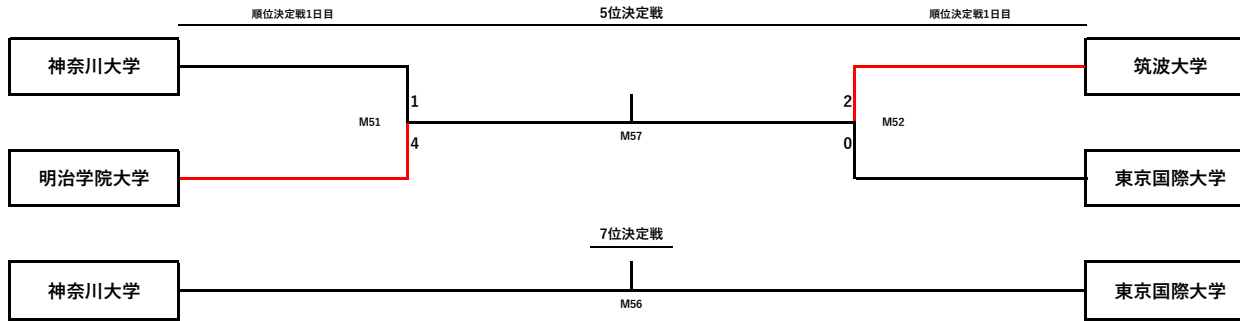 順位決定戦1日目
5位決定戦
順位決定戦1日目
神奈川大学
筑波大学
1
2
M51
M52
M57
4
0
明治学院大学
東京国際大学
7位決定戦
神奈川大学
東京国際大学
M56